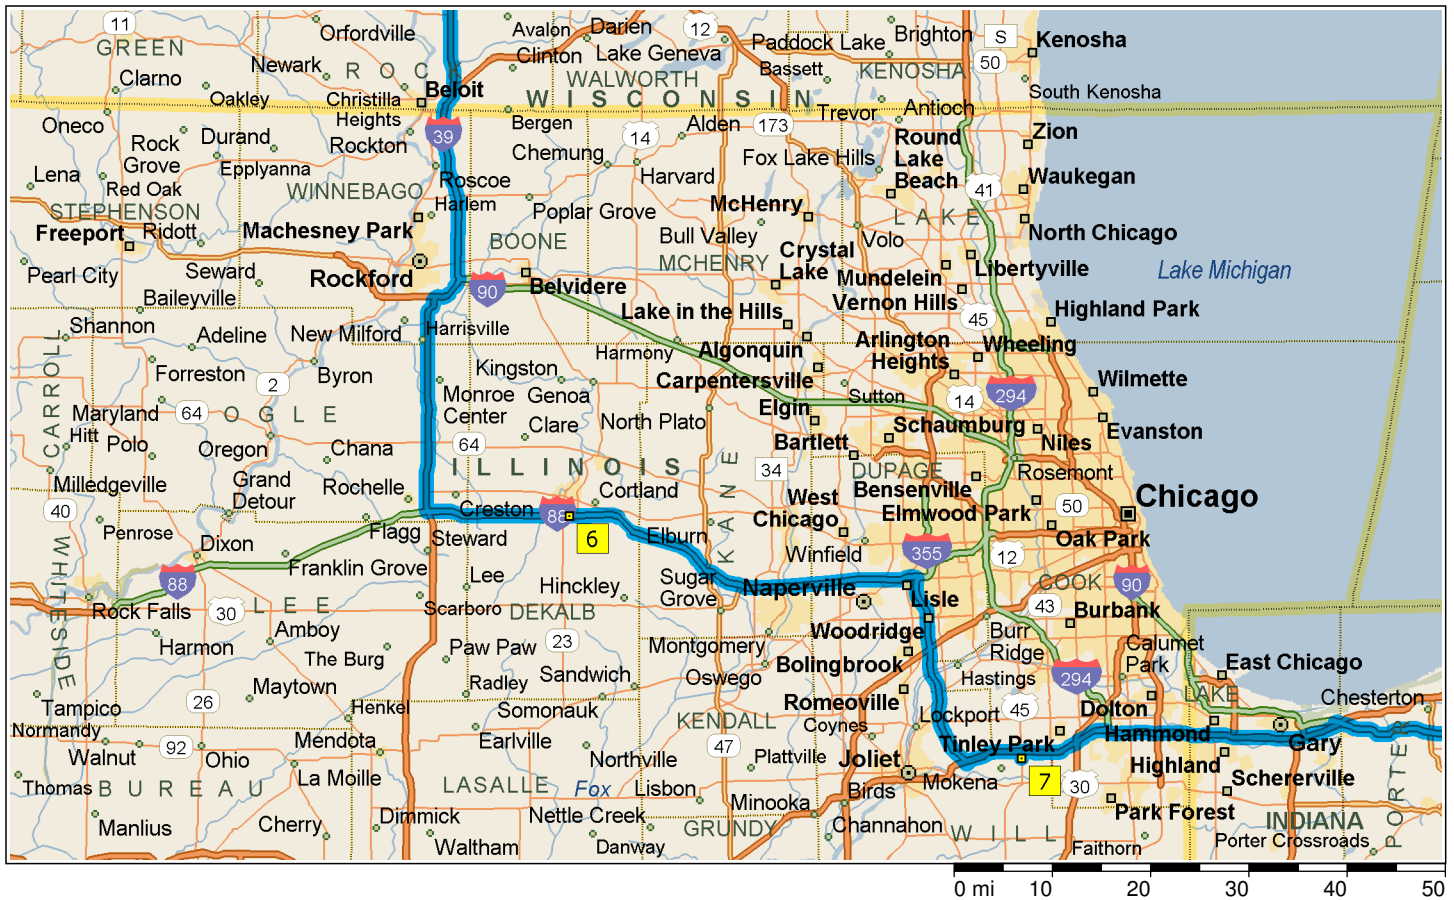 11
Orfordville
Avalon
Darien
12
Brighton
S
Kenosha
GREEN
Clinton
Lake Geneva
Paddock Lake
50
Newark
ROCK
WALWORTH
Bassett
KENOSHA
Clarno
Beloit
South Kenosha
Oakley
Christilla
Heights
WISCONSIN
Trevor
Antioch
Oneco
Durand
39
Bergen
14
Alden
173
Round
Lake
Beach
Zion
Rock
Grove
Rockton
Chemung
Fox Lake Hills
Lena
Epplyanna
Roscoe
Harvard
41
Waukegan
Red Oak
WINNEBAGO
STEPHENSON
Harlem
Poplar Grove
McHenry
LAKE
Freeport
Ridott
Machesney Park
BOONE
Bull Valley
Volo
North Chicago
Crystal
Lake
MCHENRY
Pearl City
Seward
Rockford
Mundelein
Libertyville
Lake Michigan
90
Belvidere
Baileyville
Vernon Hills
Lake in the Hills
45
Highland Park
Shannon
Adeline
New Milford
Harrisville
Harmony
Algonquin
Arlington
Heights
Wheeling
CARROLL
Forreston
Byron
Kingston
Carpentersville
Wilmette
2
Monroe
Center
Genoa
Sutton
14
294
Maryland
64
OGLE
North Plato
Elgin
Clare
Schaumburg
Evanston
Hitt
Polo
Oregon
Chana
64
Bartlett
Niles
ILLINOIS
KANE
34
DUPAGE
Rosemont
Milledgeville
Grand
Detour
Rochelle
Cortland
West
Chicago
Bensenville
Chicago
40
Creston
88
Elmwood Park
50
Penrose
Flagg
Steward
6
Elburn
Oak Park
Dixon
Winfield
355
12
WHITESIDE
88
Franklin Grove
Lee
Hinckley
Sugar
Grove
Naperville
COOK
90
Rock Falls
30
LEE
Scarboro
DEKALB
Lisle
43
Burbank
Amboy
23
Woodridge
Burr
Ridge
Harmon
The Burg
Paw Paw
Montgomery
Calumet
Park
Bolingbrook
East Chicago
Maytown
Radley
Sandwich
Oswego
Hastings
294
LAKE
Chesterton
26
Tampico
Henkel
Somonauk
Romeoville
45
Dolton
Normandy
KENDALL
Coynes
Lockport
92
Mendota
Earlville
47
Tinley Park
Hammond
Gary
Walnut
Ohio
Northville
Plattville
Joliet
Highland
PORTER
La Moille
Mokena
7
30
Schererville
Thomas
BUREAU
LASALLE
Fox
Lisbon
Birds
Minooka
Park Forest
Manlius
Cherry
Dimmick
Nettle Creek
GRUNDY
Channahon
WILL
INDIANA
Waltham
Danway
Faithorn
Porter Crossroads
0 mi 10 20 30 40 50